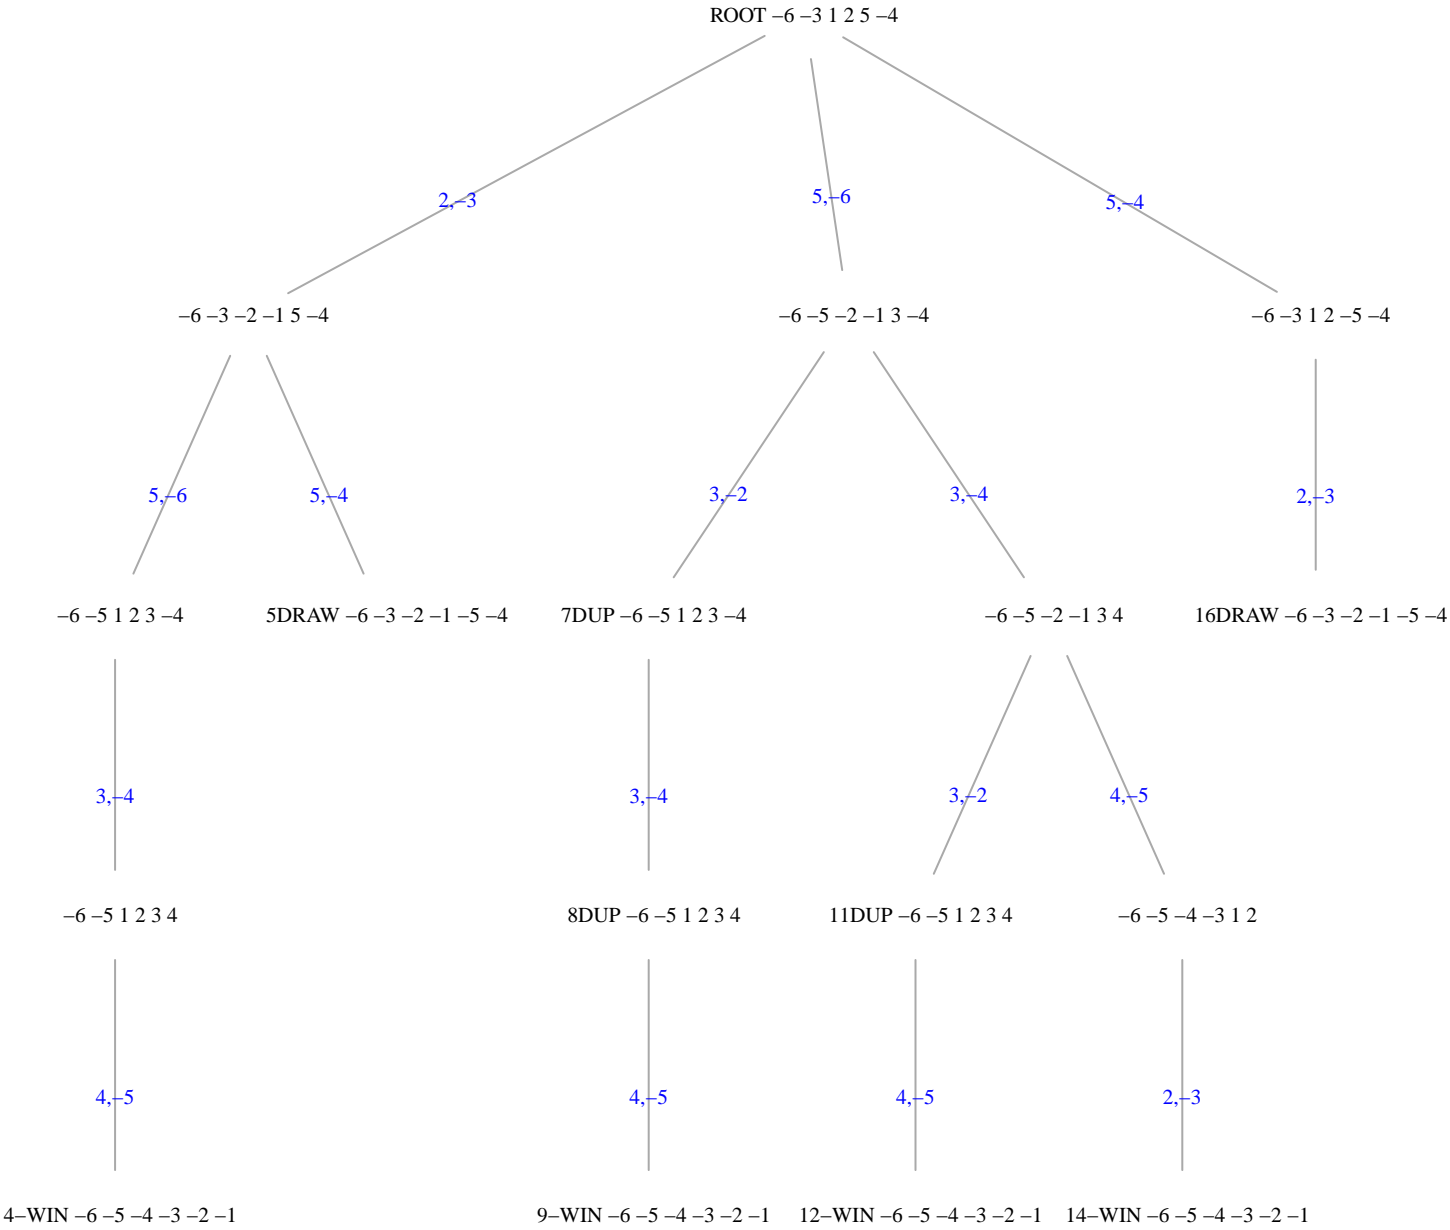 ROOT –6 –3 1 2 5 –4
2,–3
5,–6
5,–4
–6 –3 –2 –1 5 –4
–6 –5 –2 –1 3 –4
–6 –3 1 2 –5 –4
5,–6
5,–4
3,–2
3,–4
2,–3
–6 –5 1 2 3 –4
5DRAW –6 –3 –2 –1 –5 –4
7DUP –6 –5 1 2 3 –4
–6 –5 –2 –1 3 4
16DRAW –6 –3 –2 –1 –5 –4
3,–4
3,–4
3,–2
4,–5
–6 –5 1 2 3 4
8DUP –6 –5 1 2 3 4
11DUP –6 –5 1 2 3 4
–6 –5 –4 –3 1 2
4,–5
4,–5
4,–5
2,–3
4–WIN –6 –5 –4 –3 –2 –1
9–WIN –6 –5 –4 –3 –2 –1
12–WIN –6 –5 –4 –3 –2 –1
14–WIN –6 –5 –4 –3 –2 –1